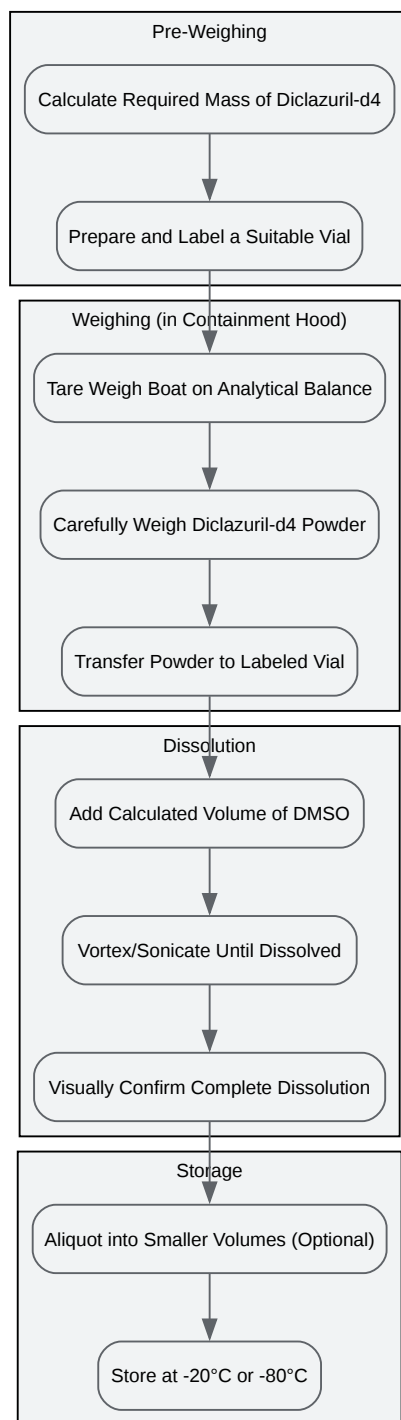 Pre-Weighing
Calculate Required Mass of Diclazuril-d4
Prepare and Label a Suitable Vial
Weighing (in Containment Hood)
Tare Weigh Boat on Analytical Balance
Carefully Weigh Diclazuril-d4 Powder
Transfer Powder to Labeled Vial
Dissolution
Add Calculated Volume of DMSO
Vortex/Sonicate Until Dissolved
Visually Confirm Complete Dissolution
Storage
Aliquot into Smaller Volumes (Optional)
Store at -20°C or -80°C